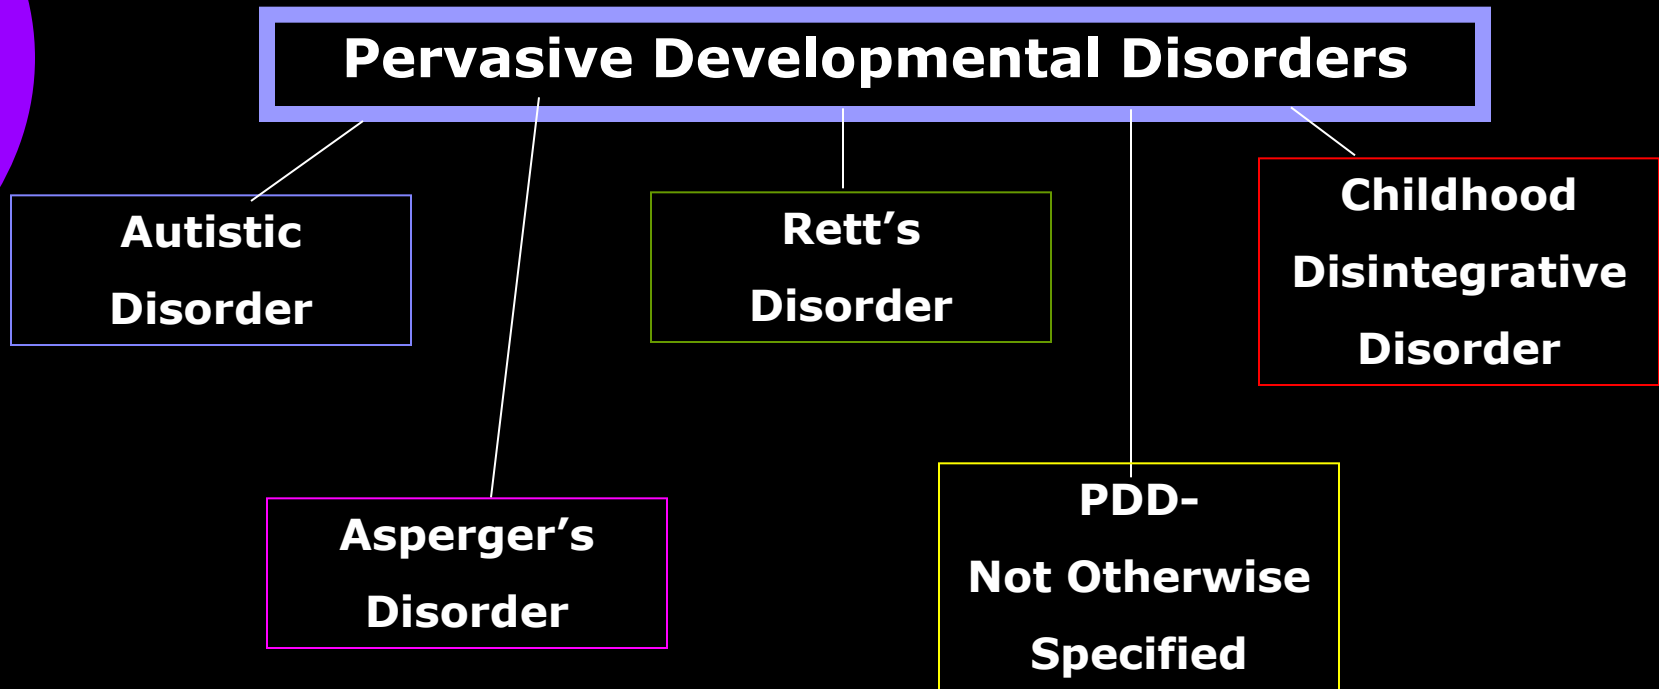 Pervasive Developmental Disorders
Autistic
Disorder
Rett’s
Disorder
Childhood
Disintegrative
Disorder
Asperger’s
Disorder
PDD–
Not Otherwise
Specified